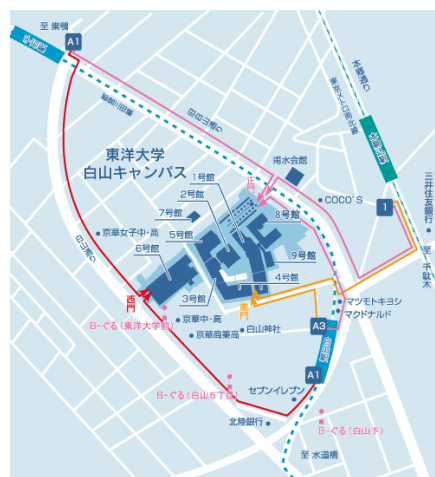 至 巣鴨
A1
千石駅
都営三田線
旧白山通り
本郷通り
東京メトロ南北線
本駒込駅
東洋大学
白山キャンパス
甫水会館
正門
1号館
2号館
COCO'S
三井住友銀行
1
7号館
8号館
京華女子中・高
5号館
白山通り
6号館
9号館
至 千駄木
4号館
3号館
西門
南門
マツモトキヨシ
マクドナルド
B-ぐる(東洋大学前)
京華中・高
A3
京華商業高
白山神社
白山駅
A1
B-ぐる(白山5丁目)
セブンイレブン
北陸銀行
B-ぐる(白山下)
至 水道橋